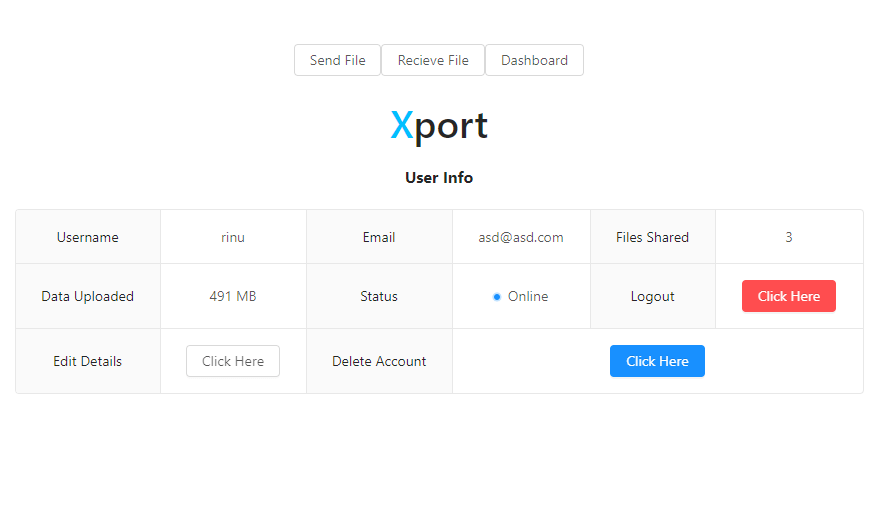 Send File Recieve File Dashboard
Xport
User Info
Username rinu Email asd@asd.com Files Shared 3
Data Uploaded 491 MB Status Online Logout Click Here
Edit Details Click Here Delete Account Click Here